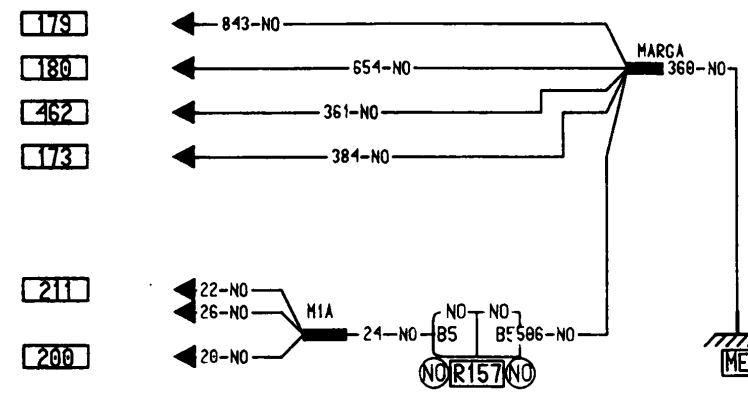 179
843-NO
MARGA
180
654-NO
360-NO
462
361-NO
173
384-NO
211
22-NO
26-NO
M1A
NO NO
24-NO
B5
B5
506-NO
200
20-NO
NO R157 NO
ME